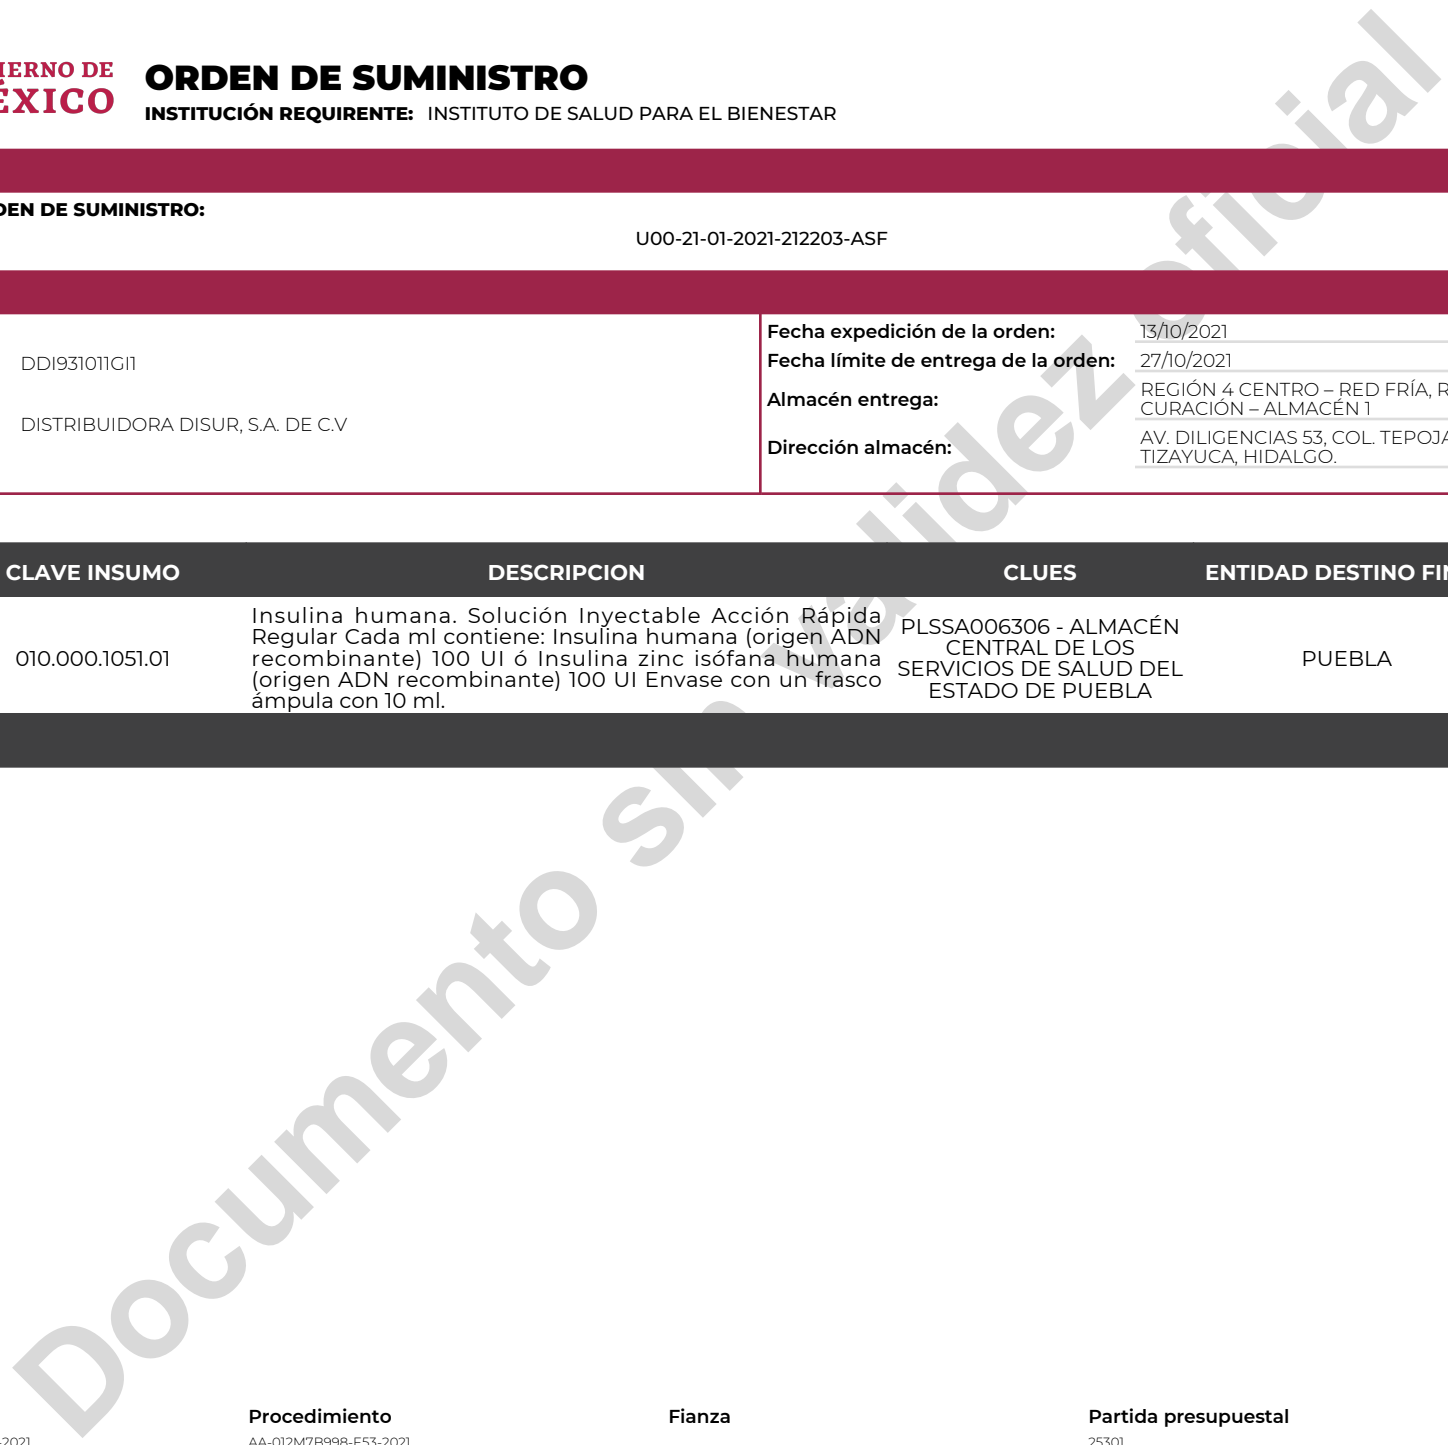 ORDEN DE SUMINISTRO
INSTITUCIÓN REQUIRENTE: INSTITUTO DE SALUD PARA EL BIENESTAR
DE SUMINISTRO:
U00-21-01-2021-212203-ASF
DDI931011GI1
DISTRIBUIDORA DISUR, S.A. DE C.V
Fecha expedición de la orden: 13/10/2021
Fecha límite de entrega de la orden: 27/10/2021
Almacén entrega: REGIÓN 4 CENTRO – RED FRÍA,
CURACIÓN – ALMACÉN 1
Dirección almacén: AV. DILIGENCIAS 53, COL.
TIZAYUCA, HIDALGO.
CLAVE INSUMO DESCRIPCION CLUES ENTIDAD DESTINO
010.000.1051.01
Insulina humana. Solución Inyectable Acción Rápida
Regular Cada ml contiene: Insulina humana (origen ADN
recombinante) 100 UI ó Insulina zinc isófana humana
(origen ADN recombinante) 100 UI Envase con un frasco
ámpula con 10 ml.
PLSSA006306 - ALMACÉN
CENTRAL DE LOS
SERVICIOS DE SALUD DEL
ESTADO DE PUEBLA
PUEBLA
Documento sin validez oficial
Procedimiento Fianza Partida presupuestal
AA-012M7B998-E53-2021 25301